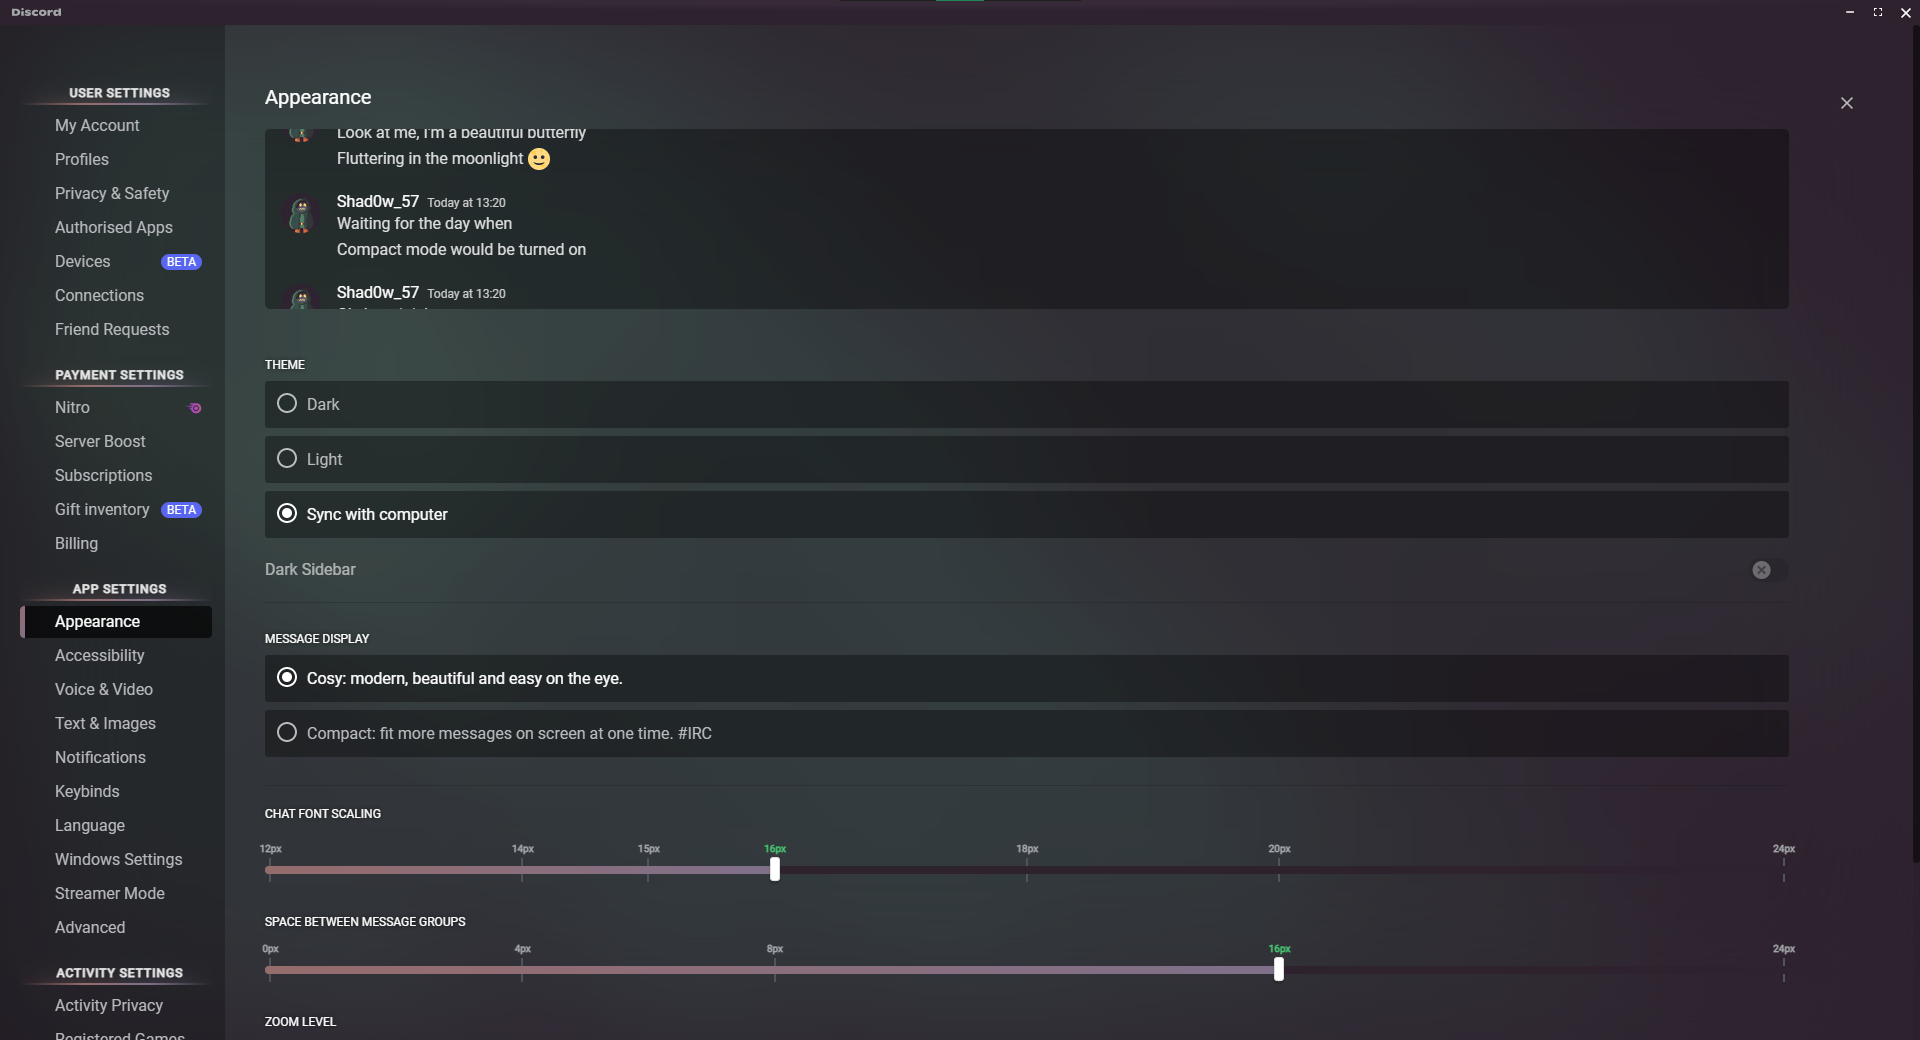 Discord
USER SETTINGS
My Account
Profiles
Privacy & Safety
Authorised Apps
Devices BETA
Connections
Friend Requests
PAYMENT SETTINGS
Nitro
Server Boost
Subscriptions
Gift inventory BETA
Billing
APP SETTINGS
Appearance
Accessibility
Voice & Video
Text & Images
Notifications
Keybinds
Language
Windows Settings
Streamer Mode
Advanced
ACTIVITY SETTINGS
Activity Privacy
Registered Games
Appearance
Look at me, I'm a beautiful butterfly
Fluttering in the moonlight 🙂
Shad0w_57 Today at 13:20
Waiting for the day when
Compact mode would be turned on
Shad0w_57 Today at 13:20
THEME
Dark
Light
Sync with computer
Dark Sidebar
MESSAGE DISPLAY
Cosy: modern, beautiful and easy on the eye.
Compact: fit more messages on screen at one time. #IRC
CHAT FONT SCALING
12px 14px 15px 16px 18px 20px 24px
SPACE BETWEEN MESSAGE GROUPS
0px 4px 8px 16px 24px
ZOOM LEVEL